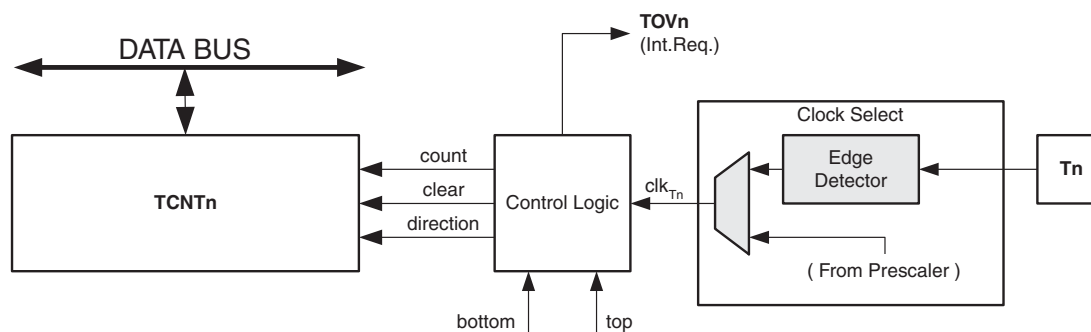 TOVn
(Int.Req.)
DATA BUS
Clock Select
count
Edge
Detector
Tn
TCNTn
clear
Control Logic
clkTn
direction
( From Prescaler )
bottom
top